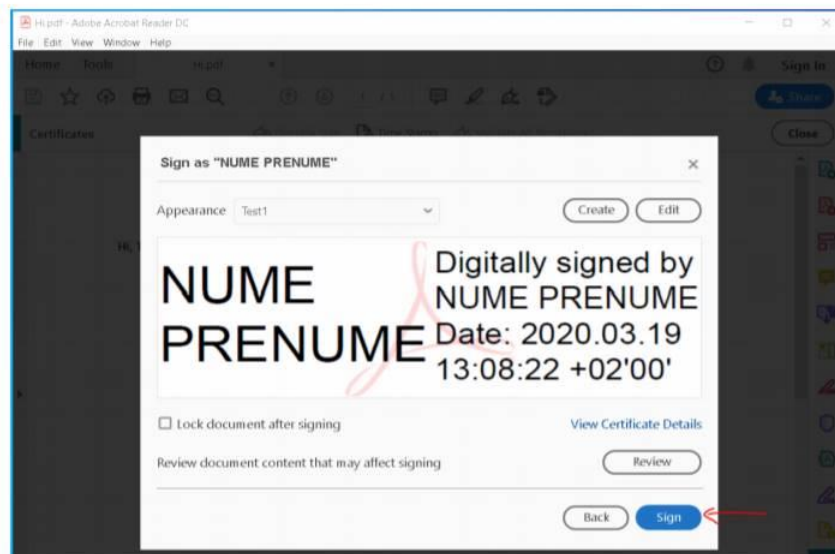 Hi.pdf - Adobe Acrobat Reader DC
File Edit View Window Help
Home Tools Hi.pdf × Sign In
Share
Certificates Close
Sign as "NUME PRENUME" ×
Appearance Test1 Create Edit
NUME
PRENUME
Digitally signed by
NUME PRENUME
Date: 2020.03.19
13:08:22 +02'00'
Hi,
Lock document after signing View Certificate Details
Review document content that may affect signing Review
Back Sign